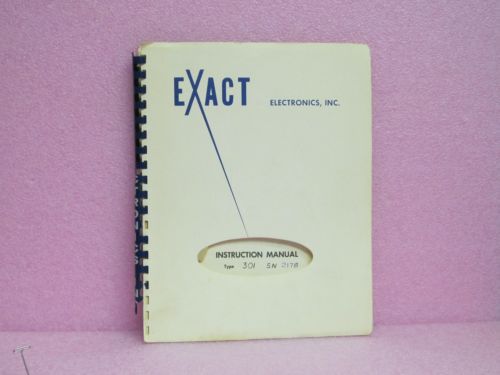 EXACT
ELECTRONICS, INC.
INSTRUCTION MANUAL
Type 301 SN 2178